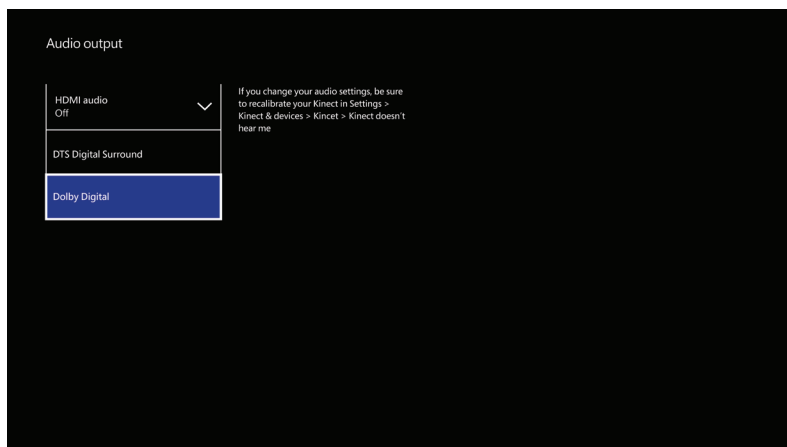 Audio output
HDMI audio
Off
DTS Digital Surround
Dolby Digital
If you change your audio settings, be sure
to recalibrate your Kinect in Settings >
Kinect & devices > Kincet > Kinect doesn't
hear me